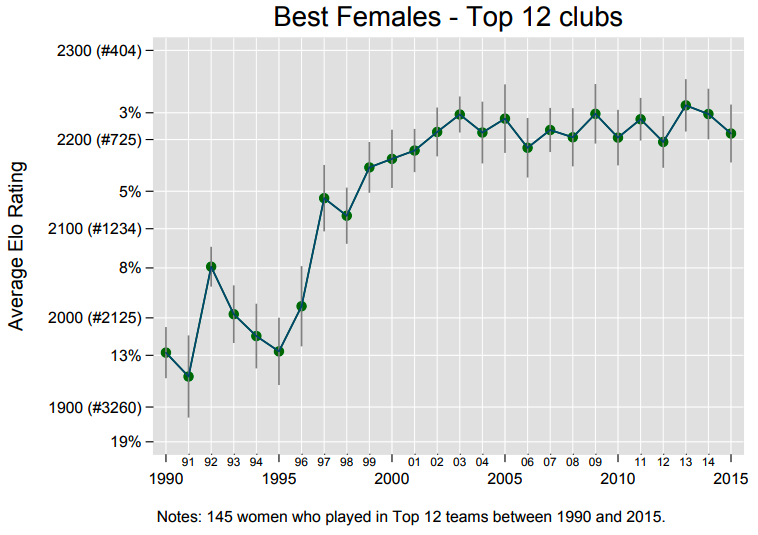 Best Females - Top 12 clubs
Average Elo Rating
2300 (#404)
3%
2200 (#725)
5%
2100 (#1234)
8%
2000 (#2125)
13%
1900 (#3260)
19%
91 92 93 94 96 97 98 99 01 02 03 04 06 07 08 09 11 12 13 14
1990 1995 2000 2005 2010 2015
Notes: 145 women who played in Top 12 teams between 1990 and 2015.